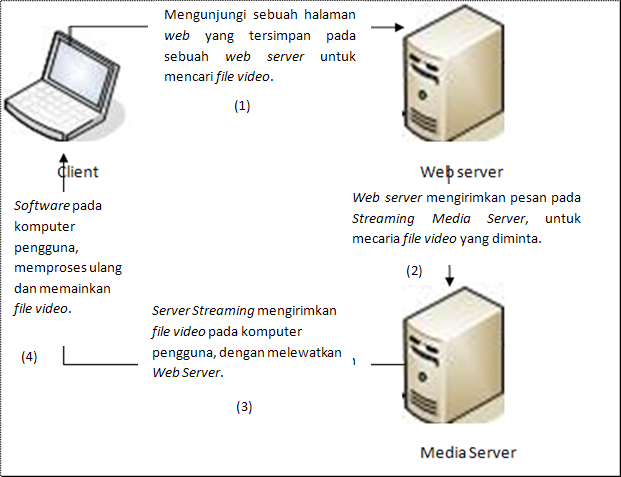 Mengunjungi sebuah halaman
web yang tersimpan pada
sebuah web server untuk
mencari file video.
(1)
Client
Web server
Web server mengirimkan pesan pada
Streaming Media Server, untuk
mecaria file video yang diminta.
(2)
Server Streaming mengirimkan
file video pada komputer
pengguna, dengan melewatkan
Web Server.
(3)
Software pada
komputer
pengguna,
memproses ulang
dan memainkan
file video.
(4)
Media Server